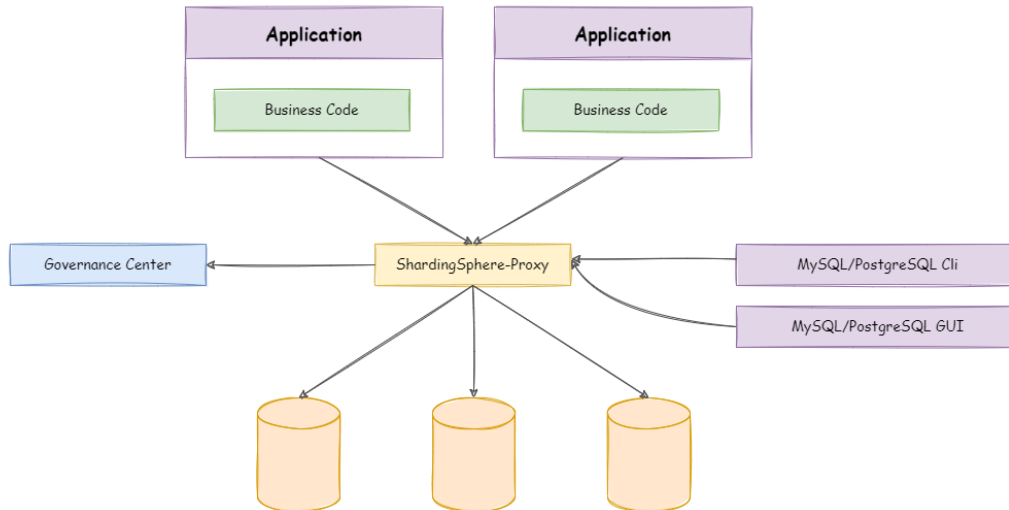 Application
Application
Business Code
Business Code
Governance Center
ShardingSphere-Proxy
MySQL/PostgreSQL Cli
MySQL/PostgreSQL GUI